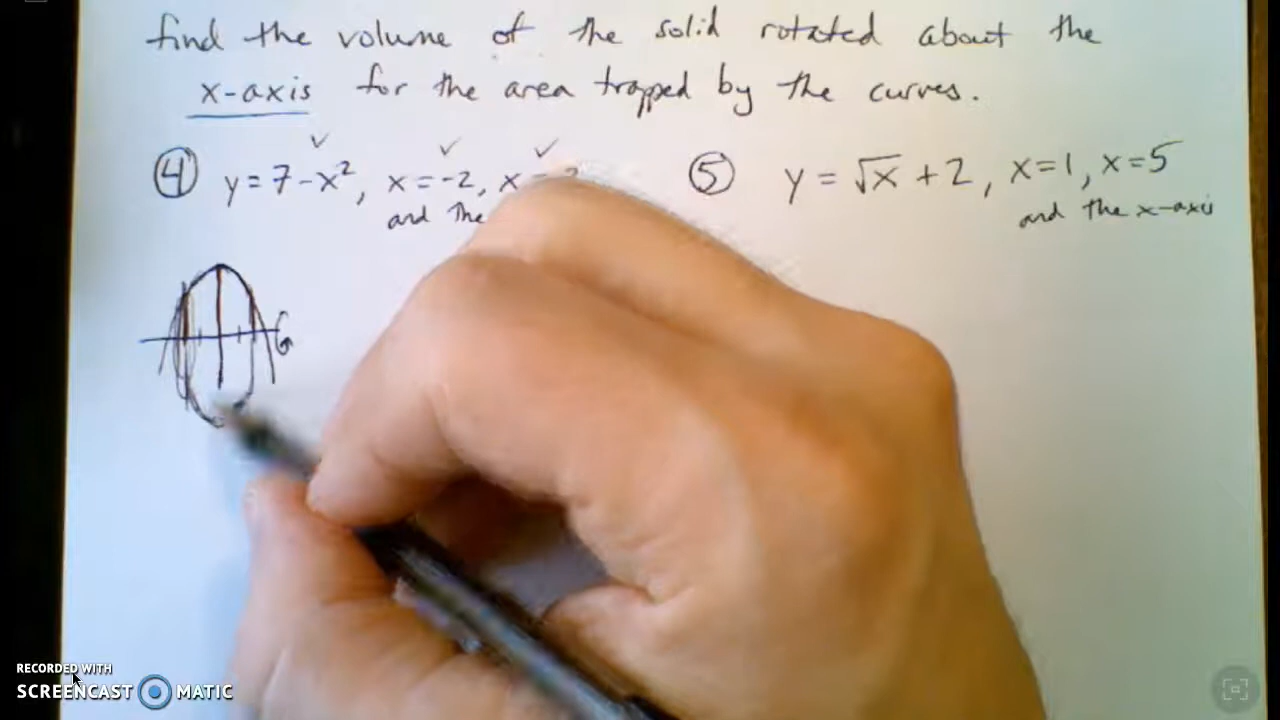 find the volume of the solid rotated about the
x-axis for the area trapped by the curves.
④ y=7-x², x=-2, x
and the
⑤ y=√x+2, x=1, x=5
and the x-axis
RECORDED WITH
SCREENCAST MATIC